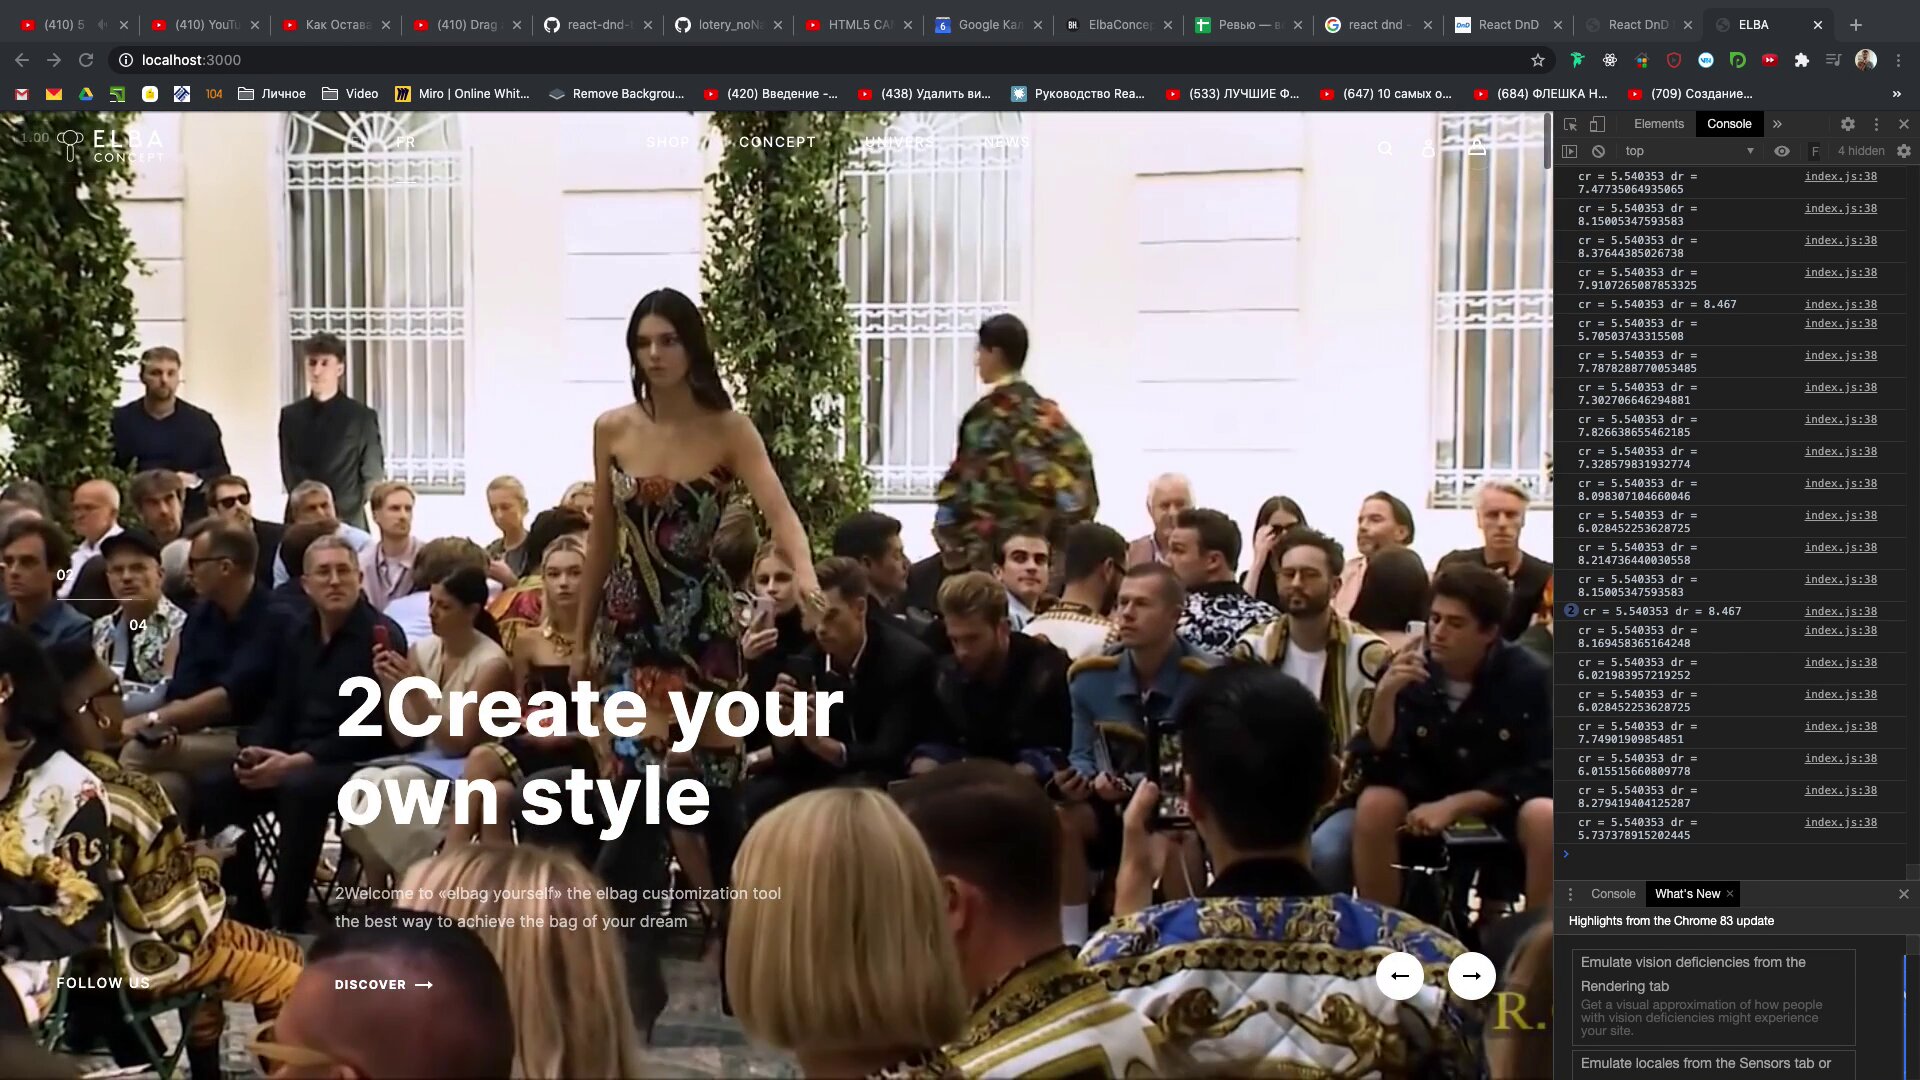 (410) 5
(410) YouTu
Как Остава
(410) Drag
react-dnd-t
lotery_noNa
HTML5 CAN
Google Кал
ElbaConcep
Ревью — во
react dnd -
React DnD
React DnD
ELBA
localhost:3000
104
Личное
Video
Miro | Online Whit...
Remove Backgrou...
(420) Введение -...
(438) Удалить ви...
Руководство Rea...
(533) ЛУЧШИЕ Ф...
(647) 10 самых о...
(684) ФЛЕШКА Н...
(709) Создание...
»
1.00
ELBA
CONCEPT
FR
SHOP
CONCEPT
UNIVERS
NEWS
02
04
2Create your
own style
2Welcome to «elbag yourself» the elbag customization tool
the best way to achieve the bag of your dream
FOLLOW US
DISCOVER
R.
Elements
Console
»
top
F
4 hidden
cr = 5.540353 dr = index.js:38
7.47735064935065
cr = 5.540353 dr = index.js:38
8.15005347593583
cr = 5.540353 dr = index.js:38
8.37644385026738
cr = 5.540353 dr = index.js:38
7.9107265087853325
cr = 5.540353 dr = 8.467 index.js:38
cr = 5.540353 dr = index.js:38
5.70503743315508
cr = 5.540353 dr = index.js:38
7.7878288770053485
cr = 5.540353 dr = index.js:38
7.302706646294881
cr = 5.540353 dr = index.js:38
7.826638655462185
cr = 5.540353 dr = index.js:38
7.328579831932774
cr = 5.540353 dr = index.js:38
8.098307104660046
cr = 5.540353 dr = index.js:38
6.028452253628725
cr = 5.540353 dr = index.js:38
8.214736440030558
cr = 5.540353 dr = index.js:38
8.15005347593583
2 cr = 5.540353 dr = 8.467 index.js:38
cr = 5.540353 dr = index.js:38
8.169458365164248
cr = 5.540353 dr = index.js:38
6.021983957219252
cr = 5.540353 dr = index.js:38
6.028452253628725
cr = 5.540353 dr = index.js:38
7.74901909854851
cr = 5.540353 dr = index.js:38
6.015515660809778
cr = 5.540353 dr = index.js:38
8.279419404125287
cr = 5.540353 dr = index.js:38
5.737378915202445
Console
What's New
Highlights from the Chrome 83 update
Emulate vision deficiencies from the
Rendering tab
Get a visual approximation of how people
with vision deficiencies might experience
your site.
Emulate locales from the Sensors tab or